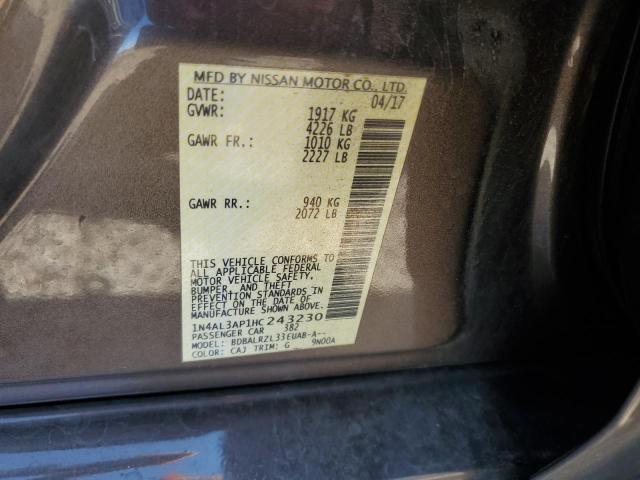 MFD BY NISSAN MOTOR CO., LTD.
DATE: 04/17
GVWR: 1917 KG
4226 LB
GAWR FR.: 1010 KG
2227 LB
GAWR RR.: 940 KG
2072 LB
THIS VEHICLE CONFORMS TO
ALL APPLICABLE FEDERAL
MOTOR VEHICLE SAFETY,
BUMPER, AND THEFT
PREVENTION STANDARDS IN
EFFECT ON THE DATE OF
MANUFACTURE SHOWN ABOVE.
1N4AL3AP1HC243230
PASSENGER CAR 382
MODEL: BDBALRZL33EUAB-A--
COLOR: CAJ TRIM: G 9N00A